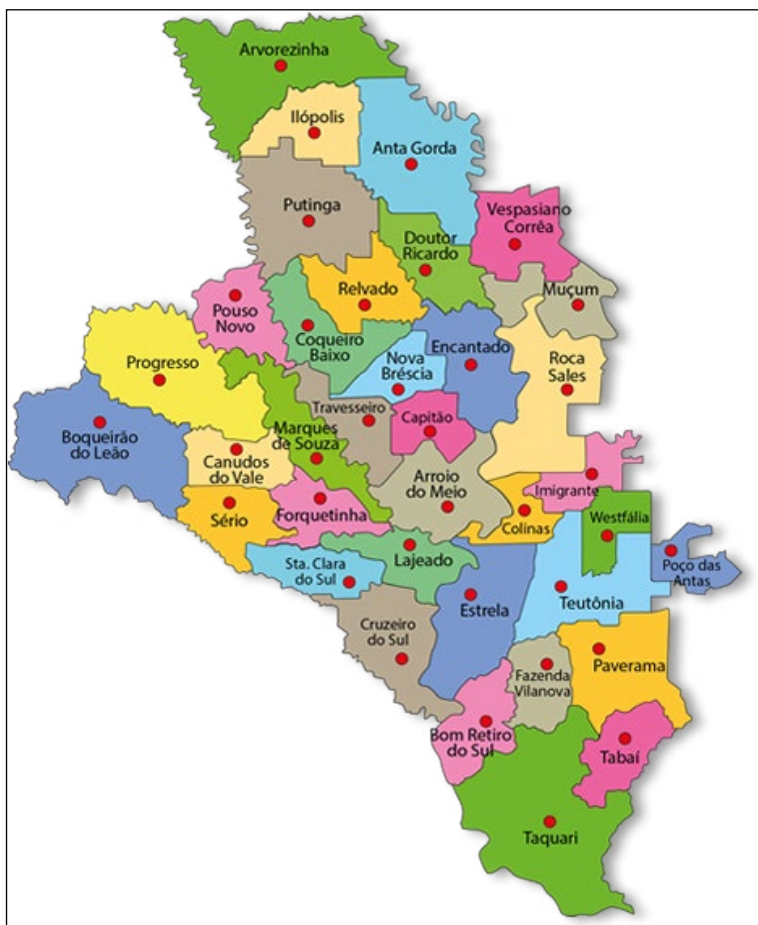 Arvorezinha
Ilópolis
Anta Gorda
Putinga
Vespasiano
Corrêa
Doutor
Ricardo
Relvado
Muçum
Pouso
Novo
Coqueiro
Baixo
Encantado
Nova
Bréscia
Roca
Sales
Progresso
Travesseiro
Capitão
Marques
de Souza
Boqueirão
do Leão
Canudos
do Vale
Arroio
do Meio
Imigrante
Sério
Forquetinha
Colinas
Westfália
Lajeado
Sta. Clara
do Sul
Poço das
Antas
Estrela
Teutônia
Cruzeiro
do Sul
Fazenda
Vilanova
Paverama
Bom Retiro
do Sul
Tabaí
Taquari